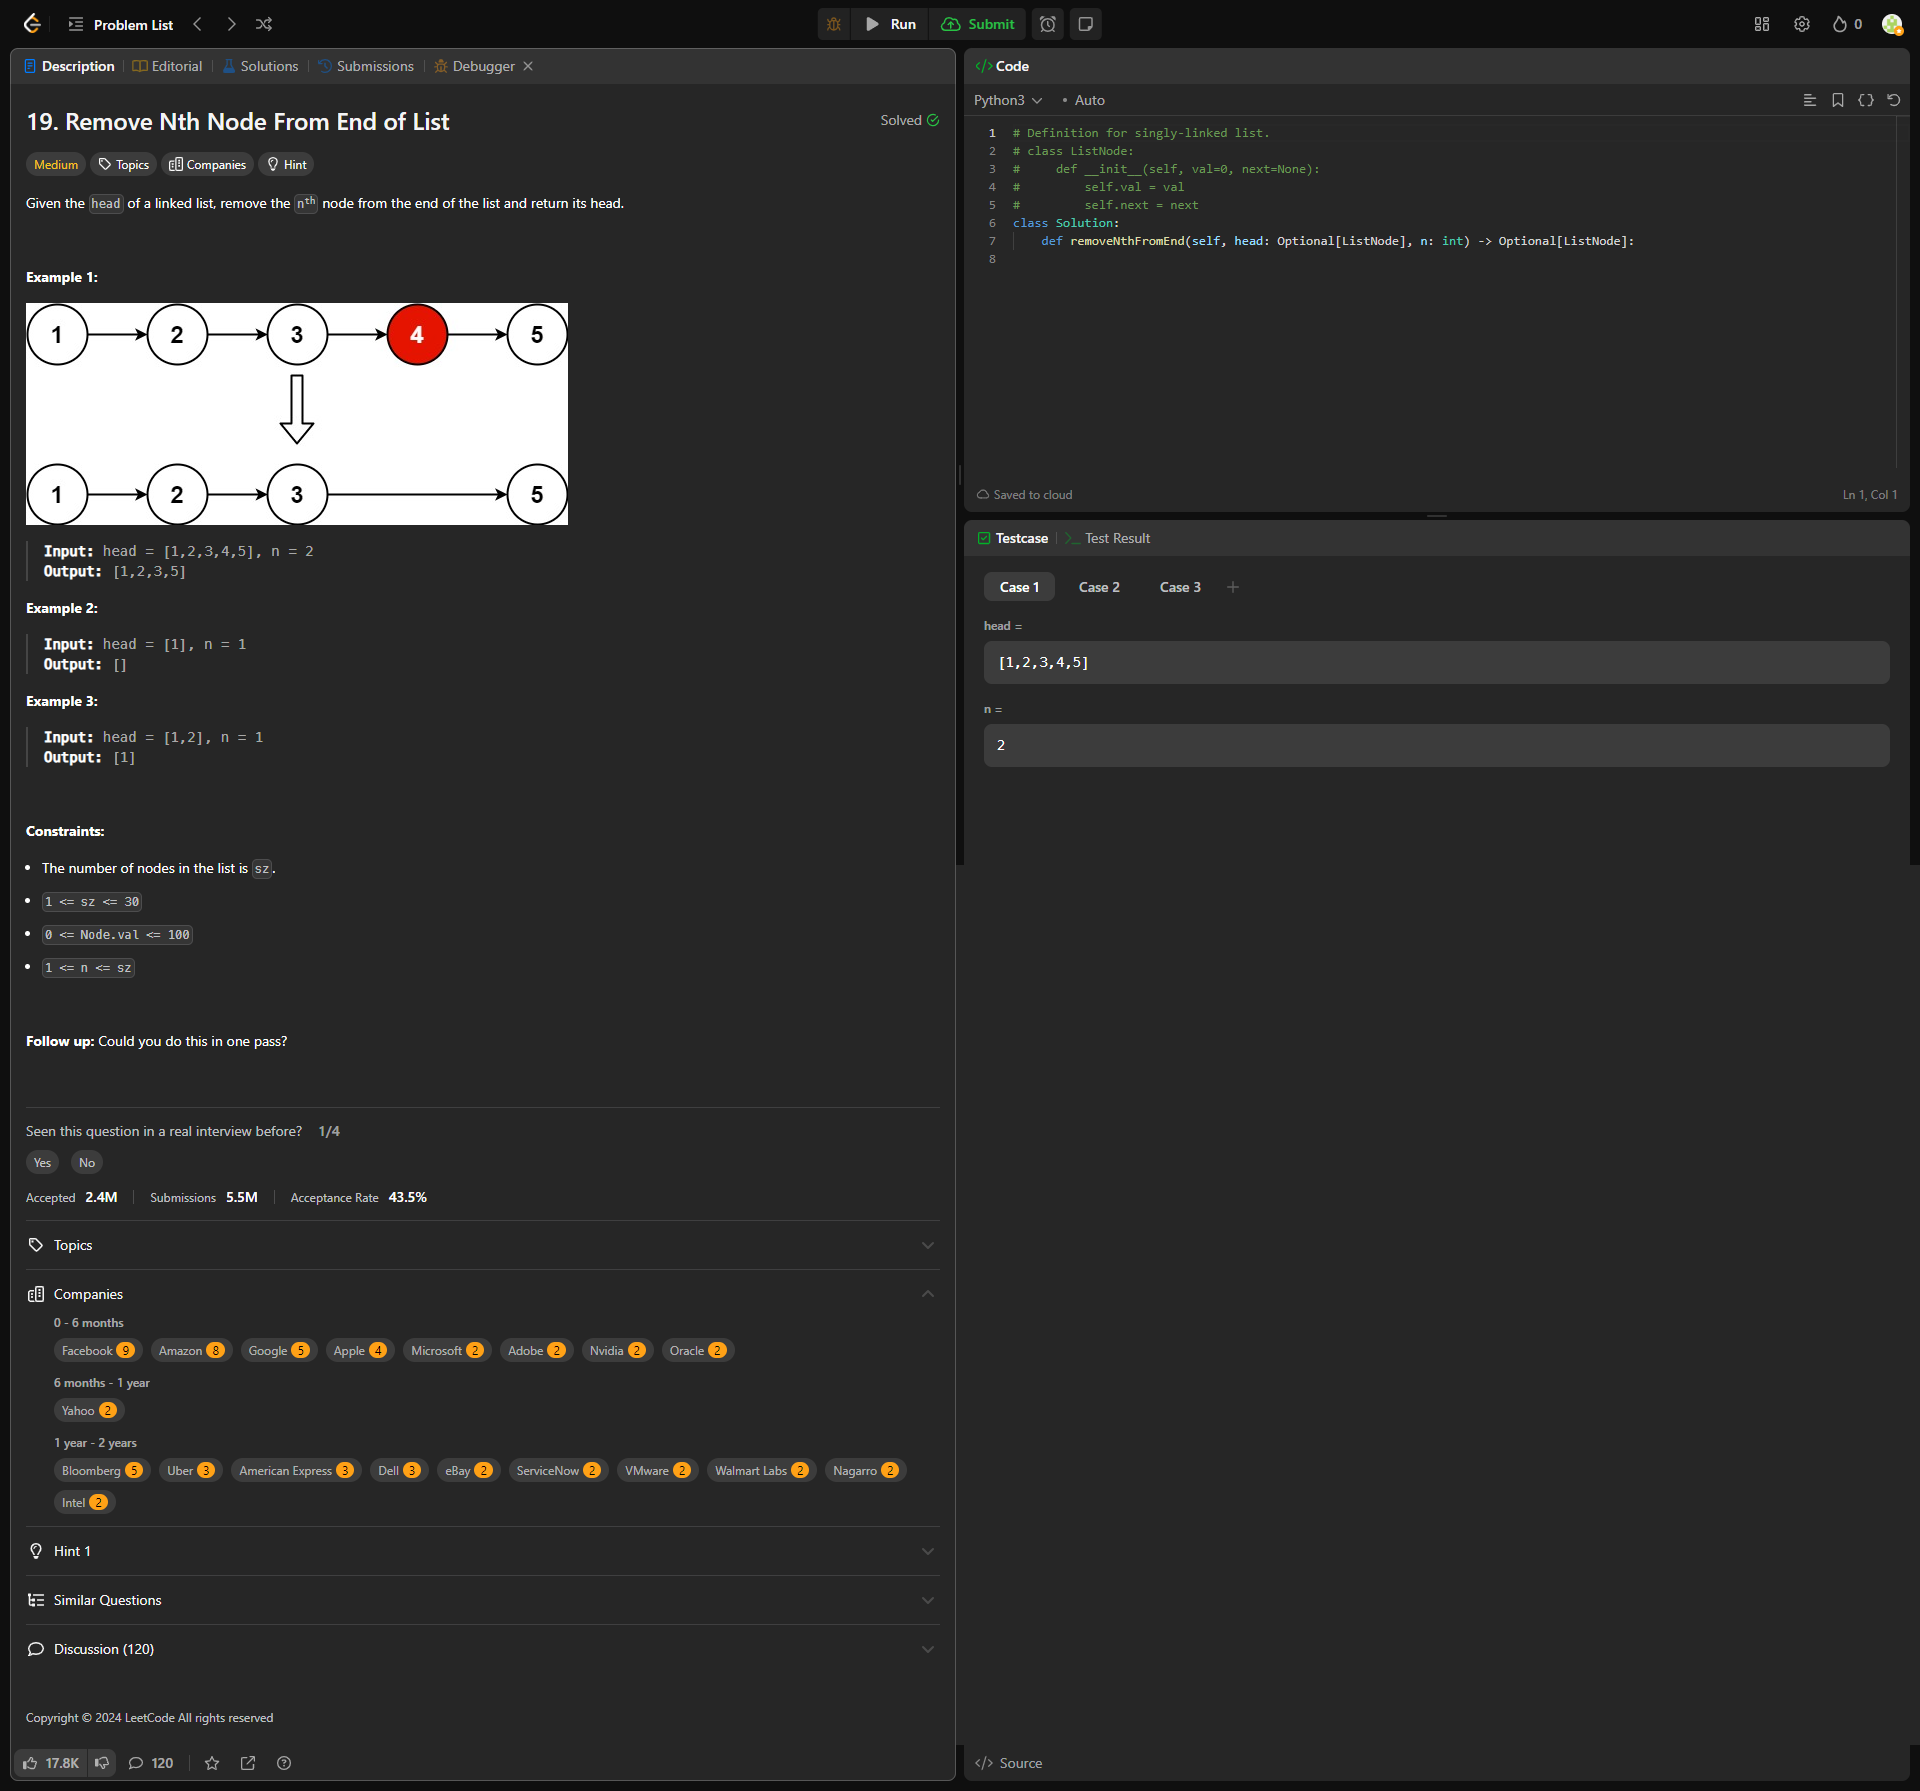 Problem List
Run
Submit
0
Description
Editorial
Solutions
Submissions
Debugger
19. Remove Nth Node From End of List
Solved
Medium
Topics
Companies
Hint
Given the head of a linked list, remove the nth node from the end of the list and return its head.
Example 1:
1 2 3 4 5
1 2 3 5
Input: head = [1,2,3,4,5], n = 2
Output: [1,2,3,5]
Example 2:
Input: head = [1], n = 1
Output: []
Example 3:
Input: head = [1,2], n = 1
Output: [1]
Constraints:
• The number of nodes in the list is sz.
• 1 <= sz <= 30
• 0 <= Node.val <= 100
• 1 <= n <= sz
Follow up: Could you do this in one pass?
Seen this question in a real interview before? 1/4
Yes No
Accepted 2.4M Submissions 5.5M Acceptance Rate 43.5%
Topics
Companies
0 - 6 months
Facebook 9 Amazon 8 Google 5 Apple 4 Microsoft 2 Adobe 2 Nvidia 2 Oracle 2
6 months - 1 year
Yahoo 2
1 year - 2 years
Bloomberg 5 Uber 3 American Express 3 Dell 3 eBay 2 ServiceNow 2 VMware 2 Walmart Labs 2 Nagarro 2
Intel 2
Hint 1
Similar Questions
Discussion (120)
Copyright © 2024 LeetCode All rights reserved
17.8K 120
</> Code
Python3 • Auto
1 # Definition for singly-linked list.
2 # class ListNode:
3 #     def __init__(self, val=0, next=None):
4 #         self.val = val
5 #         self.next = next
6 class Solution:
7     def removeNthFromEnd(self, head: Optional[ListNode], n: int) -> Optional[ListNode]:
8
Saved to cloud
Ln 1, Col 1
Testcase
>_ Test Result
Case 1 Case 2 Case 3 +
head =
[1,2,3,4,5]
n =
2
</> Source